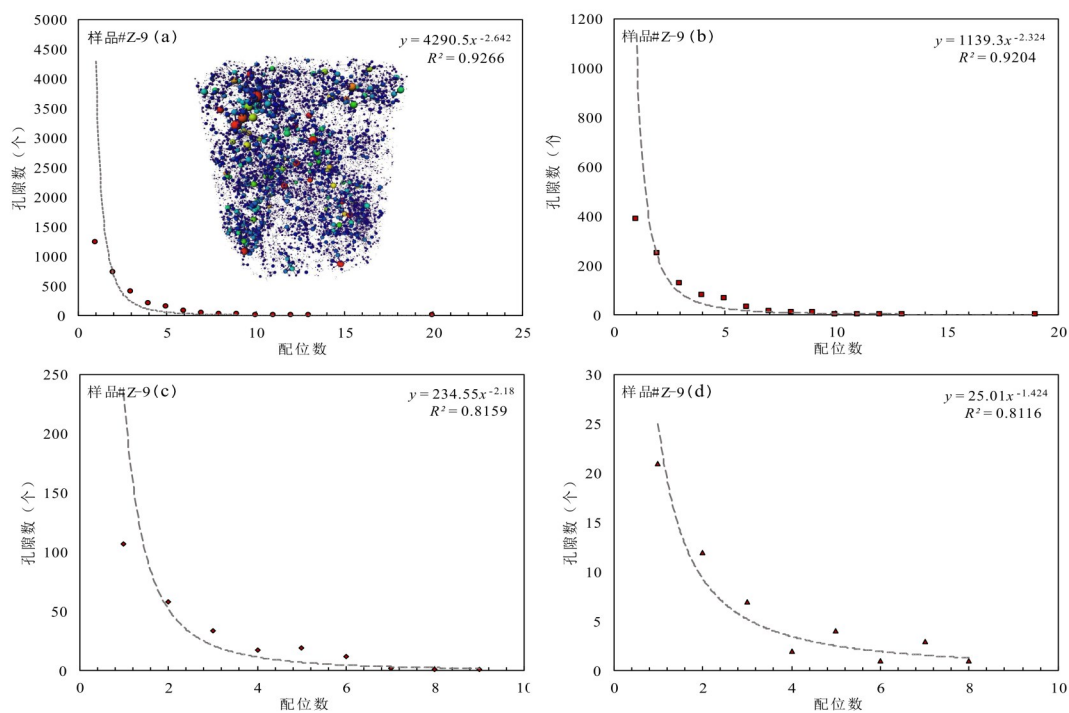 样品#Z-9 (a)
y = 4290.5x^-2.642
R² = 0.9266
5000
4500
4000
3500
3000
2500
2000
1500
1000
500
0
0 5 10 15 20 25
孔隙数（个）
配位数
样品#Z-9 (b)
y = 1139.3x^-2.324
R² = 0.9204
1200
1000
800
600
400
200
0
0 5 10 15 20
孔隙数（个）
配位数
样品#Z-9 (c)
y = 234.55x^-2.18
R² = 0.8159
250
200
150
100
50
0
0 2 4 6 8 10
孔隙数（个）
配位数
样品#Z-9 (d)
y = 25.01x^-1.424
R² = 0.8116
30
25
20
15
10
5
0
0 2 4 6 8 10
孔隙数（个）
配位数